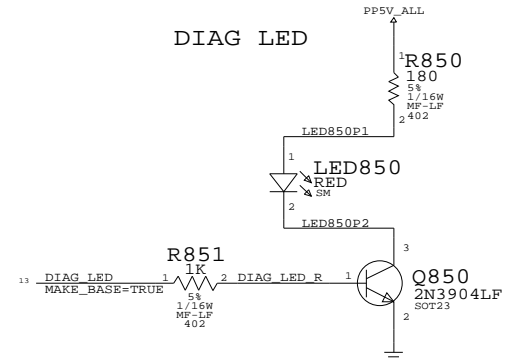 PP5V_ALL
DIAG LED
1
R850
180
5%
1/16W
MF-LF
402
2
LED850P1
1
LED850
RED
SM
2
LED850P2
3
R851
1K
13 DIAG_LED 1 2 DIAG_LED_R 1
MAKE_BASE=TRUE
5%
1/16W
MF-LF
402
Q850
2N3904LF
SOT23
2